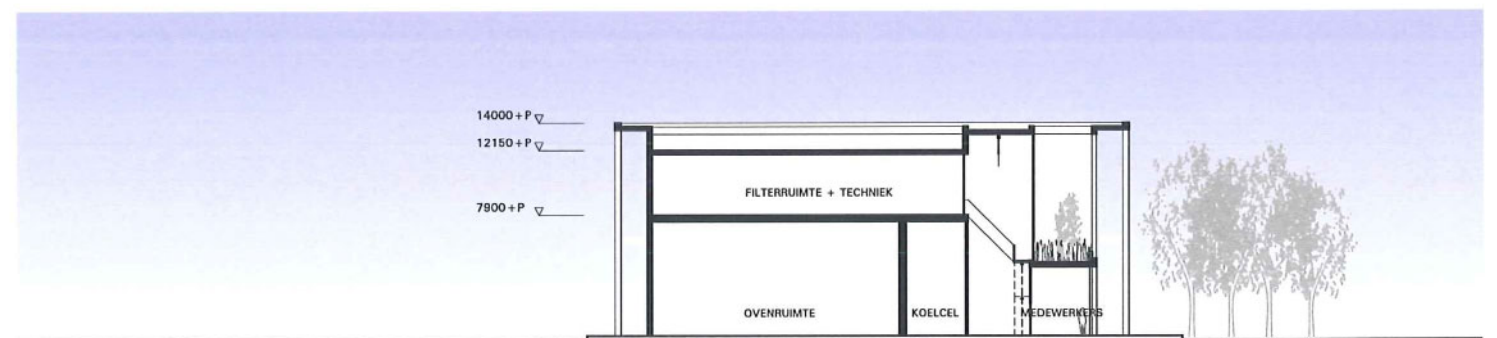 14000+P
12150+P
FILTERRUIMTE + TECHNIEK
7900+P
OVENRUIMTE KOELCEL MEDEWERKERS